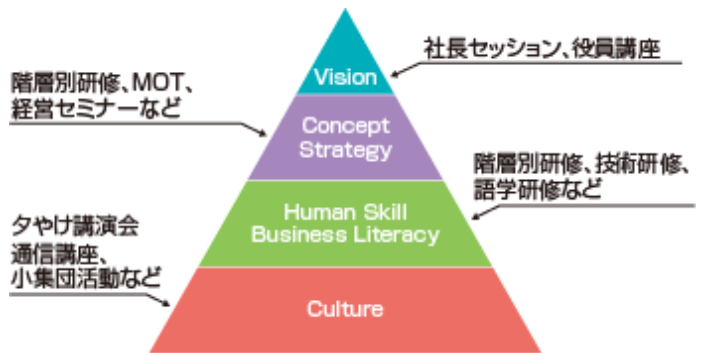 社長セッション、役員講座
Vision
階層別研修、MOT、
経営セミナーなど
Concept
Strategy
階層別研修、技術研修、
語学研修など
Human Skill
Business Literacy
夕やけ講演会
通信講座、
小集団活動など
Culture